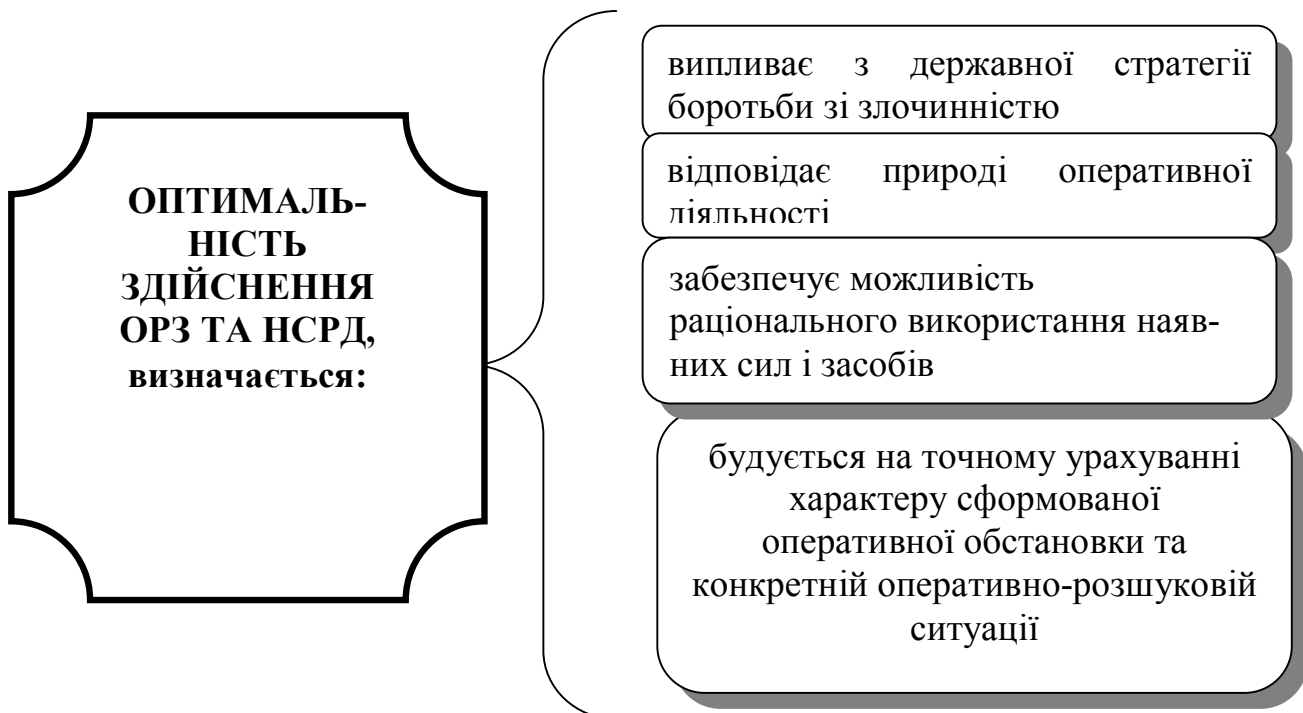 ОПТИМАЛЬ-
НІСТЬ
ЗДІЙСНЕННЯ
ОРЗ ТА НСРД,
визначається:
випливає з державної стратегії
боротьби зі злочинністю
відповідає природі оперативної
діяльності
забезпечує можливість
раціонального використання наяв-
них сил і засобів
будується на точному урахуванні
характеру сформованої
оперативної обстановки та
конкретній оперативно-розшуковій
ситуації